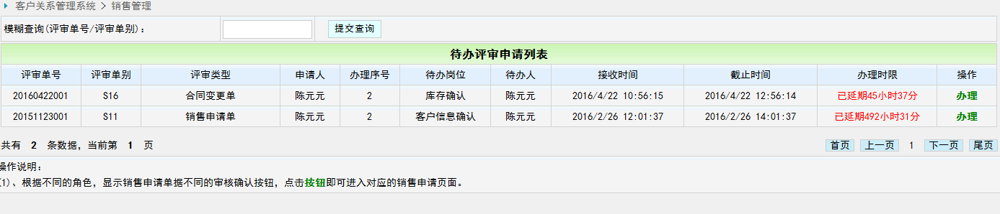 客户关系管理系统 > 销售管理
模糊查询(评审单号/评审单别)： 提交查询
待办评审申请列表
评审单号 评审单别 评审类型 申请人 办理序号 待办岗位 待办人 接收时间 截止时间 办理时限 操作
20160422001 S16 合同变更单 陈元元 2 库存确认 陈元元 2016/4/22 10:56:15 2016/4/22 12:56:14 已延期45小时37分 办理
20151123001 S11 销售申请单 陈元元 2 客户信息确认 陈元元 2016/2/26 12:01:37 2016/2/26 14:01:37 已延期492小时31分 办理
共有 2 条数据，当前第 1 页 首页 上一页 1 下一页 尾页
操作说明：
(1)、根据不同的角色，显示销售申请单据不同的审核确认按钮，点击按钮即可进入对应的销售申请页面。